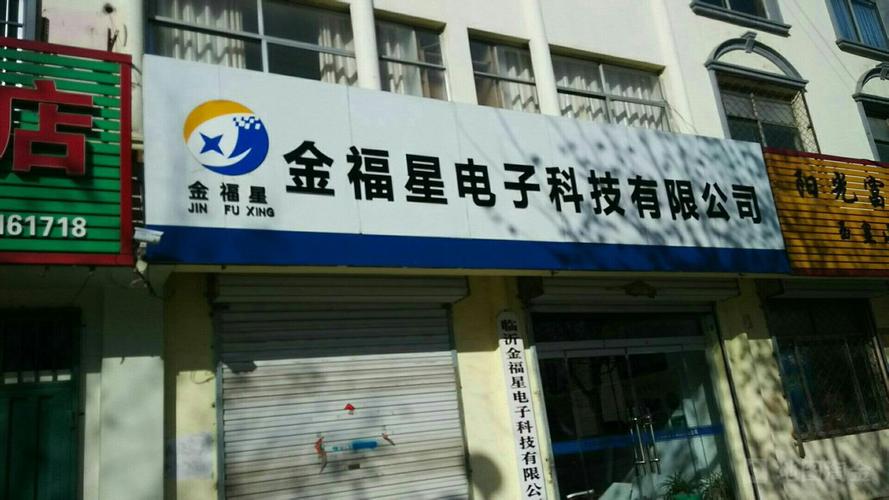 店
161718
金福星
JIN FU XING
金福星电子科技有限公司
阳光富
临沂金福星电子科技有限公